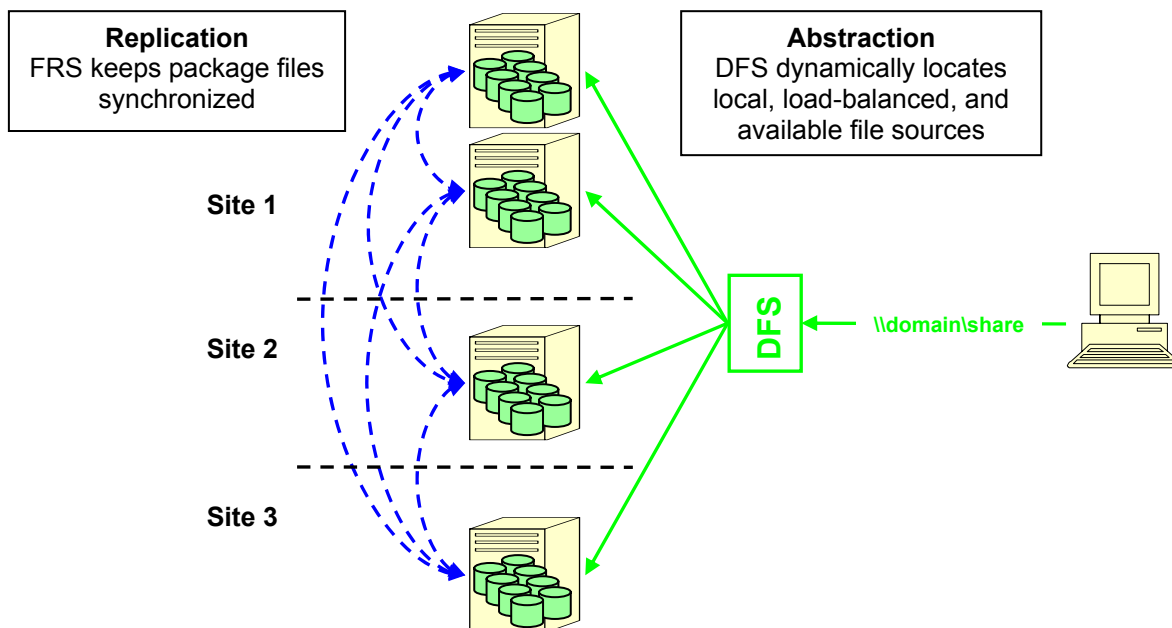 Replication
FRS keeps package files
synchronized
Abstraction
DFS dynamically locates
local, load-balanced, and
available file sources
Site 1
Site 2
Site 3
DFS
\\domain\share